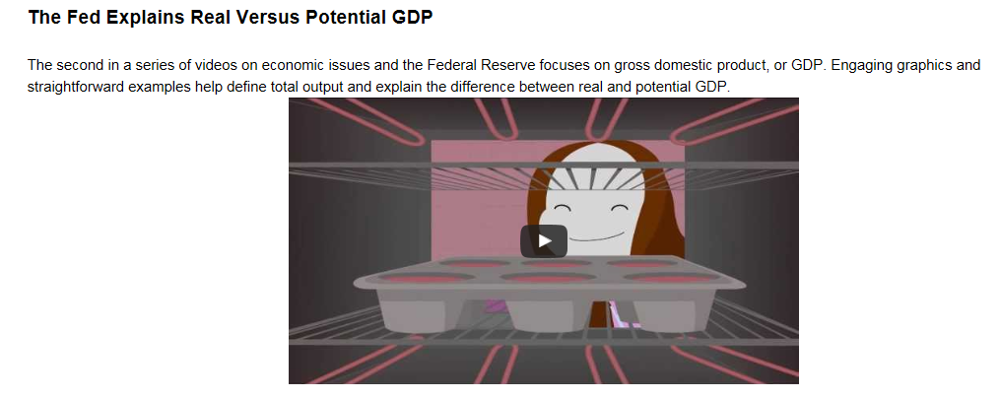 The Fed Explains Real Versus Potential GDP
The second in a series of videos on economic issues and the Federal Reserve focuses on gross domestic product, or GDP. Engaging graphics and
straightforward examples help define total output and explain the difference between real and potential GDP.